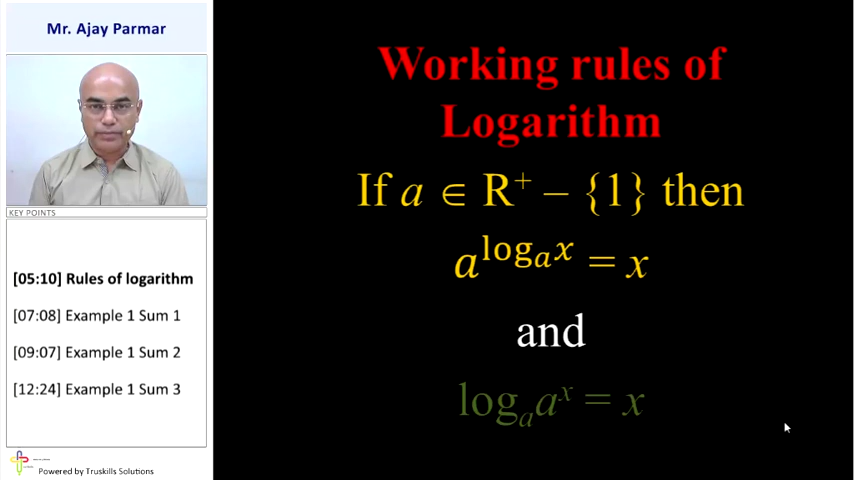 Mr. Ajay Parmar
KEY POINTS
[05:10] Rules of logarithm
[07:08] Example 1 Sum 1
[09:07] Example 1 Sum 2
[12:24] Example 1 Sum 3
Powered by Truskills Solutions
Working rules of
Logarithm
If a ∈ R⁺ – {1} then
a^(logₐx) = x
and
logₐaˣ = x